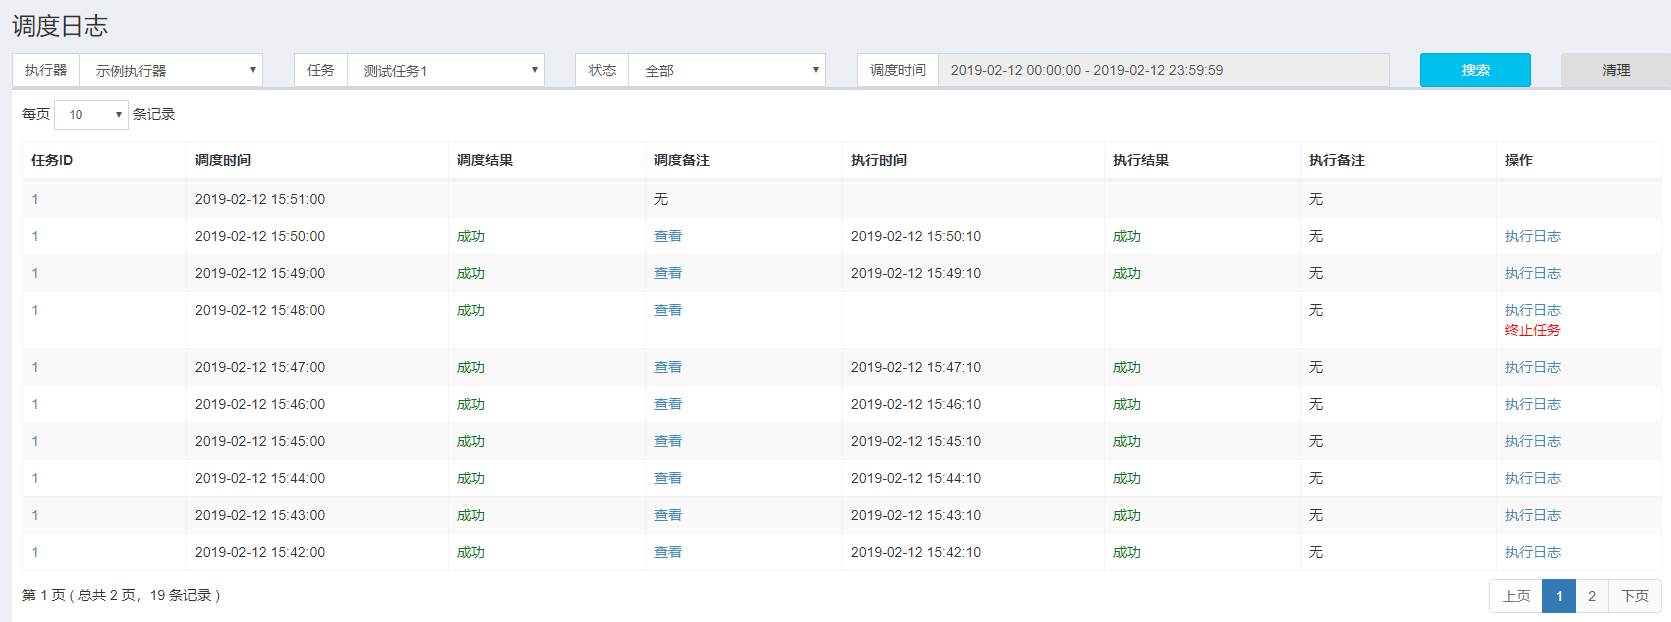 调度日志
执行器 示例执行器 任务 测试任务1 状态 全部 调度时间 2019-02-12 00:00:00 - 2019-02-12 23:59:59 搜索 清理
每页 10 条记录
任务ID 调度时间 调度结果 调度备注 执行时间 执行结果 执行备注 操作
1 2019-02-12 15:51:00 无 无
1 2019-02-12 15:50:00 成功 查看 2019-02-12 15:50:10 成功 无 执行日志
1 2019-02-12 15:49:00 成功 查看 2019-02-12 15:49:10 成功 无 执行日志
1 2019-02-12 15:48:00 成功 查看 无 执行日志
终止任务
1 2019-02-12 15:47:00 成功 查看 2019-02-12 15:47:10 成功 无 执行日志
1 2019-02-12 15:46:00 成功 查看 2019-02-12 15:46:10 成功 无 执行日志
1 2019-02-12 15:45:00 成功 查看 2019-02-12 15:45:10 成功 无 执行日志
1 2019-02-12 15:44:00 成功 查看 2019-02-12 15:44:10 成功 无 执行日志
1 2019-02-12 15:43:00 成功 查看 2019-02-12 15:43:10 成功 无 执行日志
1 2019-02-12 15:42:00 成功 查看 2019-02-12 15:42:10 成功 无 执行日志
第 1 页 ( 总共 2 页，19 条记录 ) 上页 1 2 下页